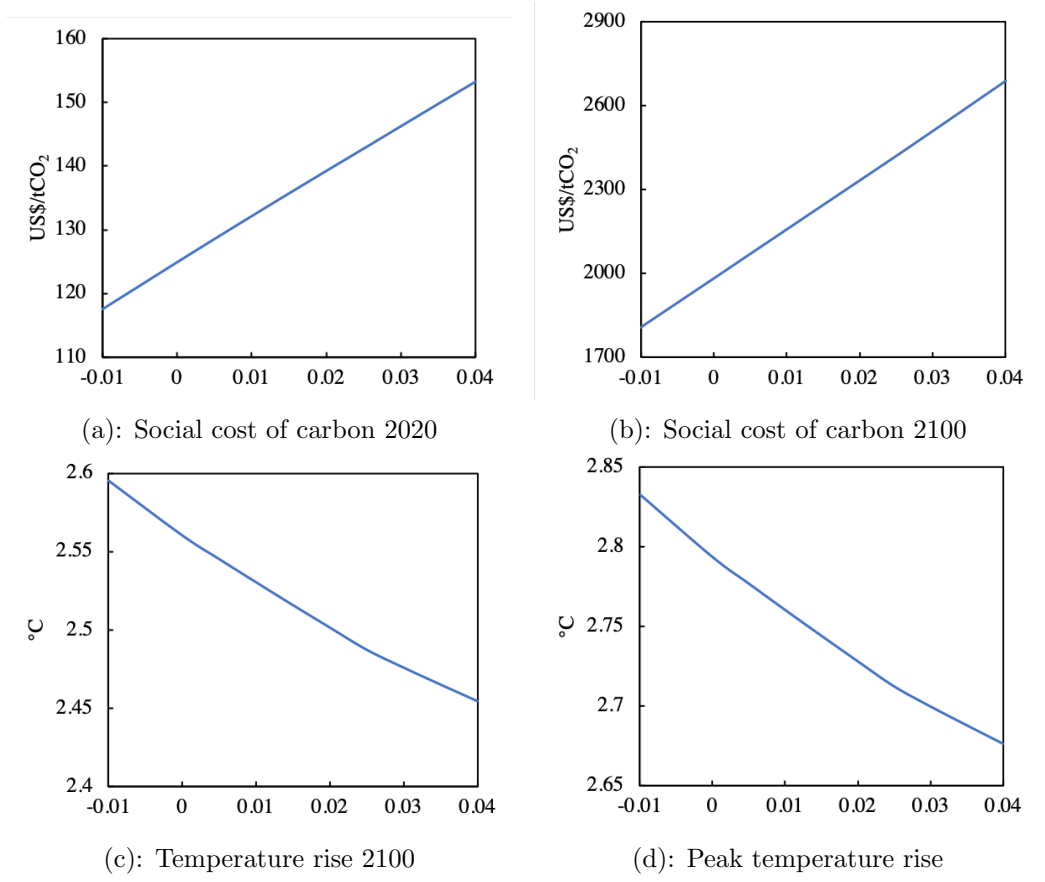 160
150
140
130
120
110
US$/tCO₂
-0.01 0 0.01 0.02 0.03 0.04
(a): Social cost of carbon 2020
2900
2600
2300
2000
1700
US$/tCO₂
-0.01 0 0.01 0.02 0.03 0.04
(b): Social cost of carbon 2100
2.6
2.55
2.5
2.45
2.4
°C
-0.01 0 0.01 0.02 0.03 0.04
(c): Temperature rise 2100
2.85
2.8
2.75
2.7
2.65
°C
-0.01 0 0.01 0.02 0.03 0.04
(d): Peak temperature rise